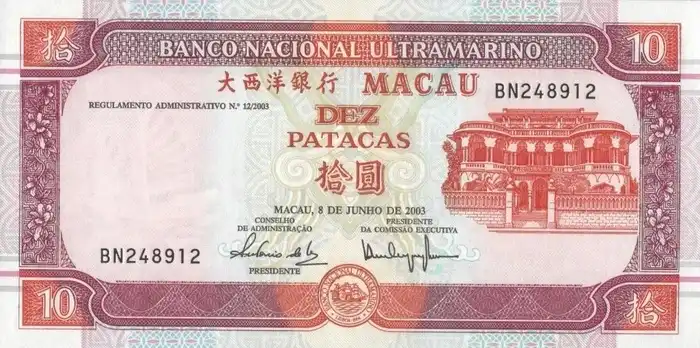 拾 BANCO NACIONAL ULTRAMARINO 10
大西洋銀行 MACAU BN248912
REGULAMENTO ADMINISTRATIVO N.º 12/2003
DEZ
PATACAS
拾圓
MACAU, 8 DE JUNHO DE 2003
CONSELHO DE ADMINISTRAÇÃO
PRESIDENTE DA COMISSÃO EXECUTIVA
BN248912
PRESIDENTE
10 拾